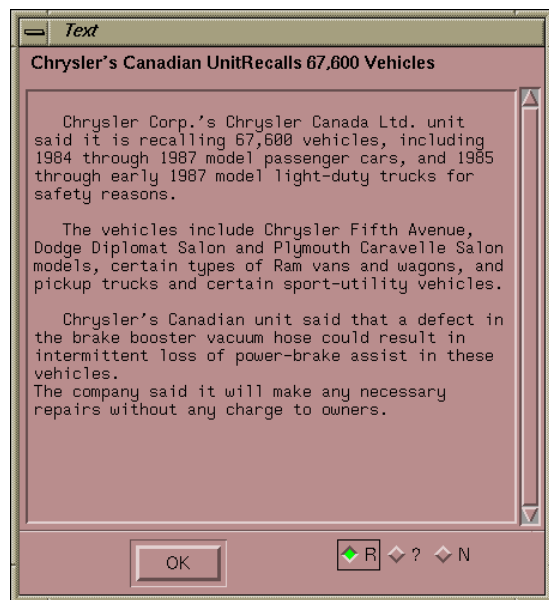 Text
Chrysler's Canadian UnitRecalls 67,600 Vehicles
Chrysler Corp.'s Chrysler Canada Ltd. unit
said it is recalling 67,600 vehicles, including
1984 through 1987 model passenger cars, and 1985
through early 1987 model light-duty trucks for
safety reasons.
The vehicles include Chrysler Fifth Avenue,
Dodge Diplomat Salon and Plymouth Caravelle Salon
models, certain types of Ram vans and wagons, and
pickup trucks and certain sport-utility vehicles.
Chrysler's Canadian unit said that a defect in
the brake booster vacuum hose could result in
intermittent loss of power-brake assist in these
vehicles.
The company said it will make any necessary
repairs without any charge to owners.
OK R ? N